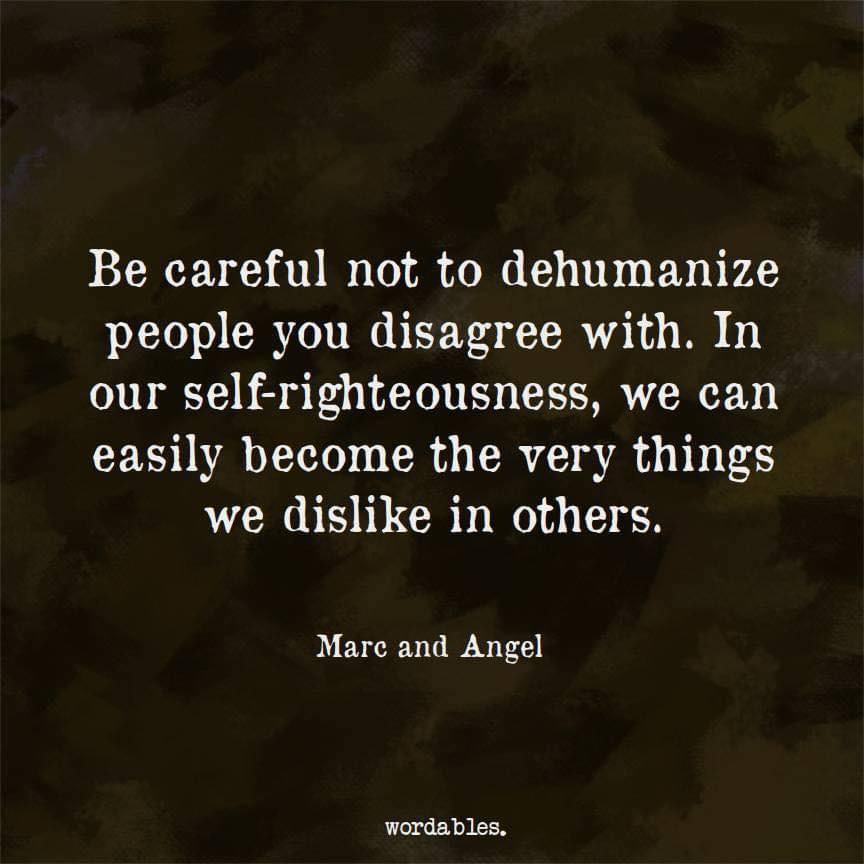 Be careful not to dehumanize
people you disagree with. In
our self-righteousness, we can
easily become the very things
we dislike in others.
Marc and Angel
wordables.